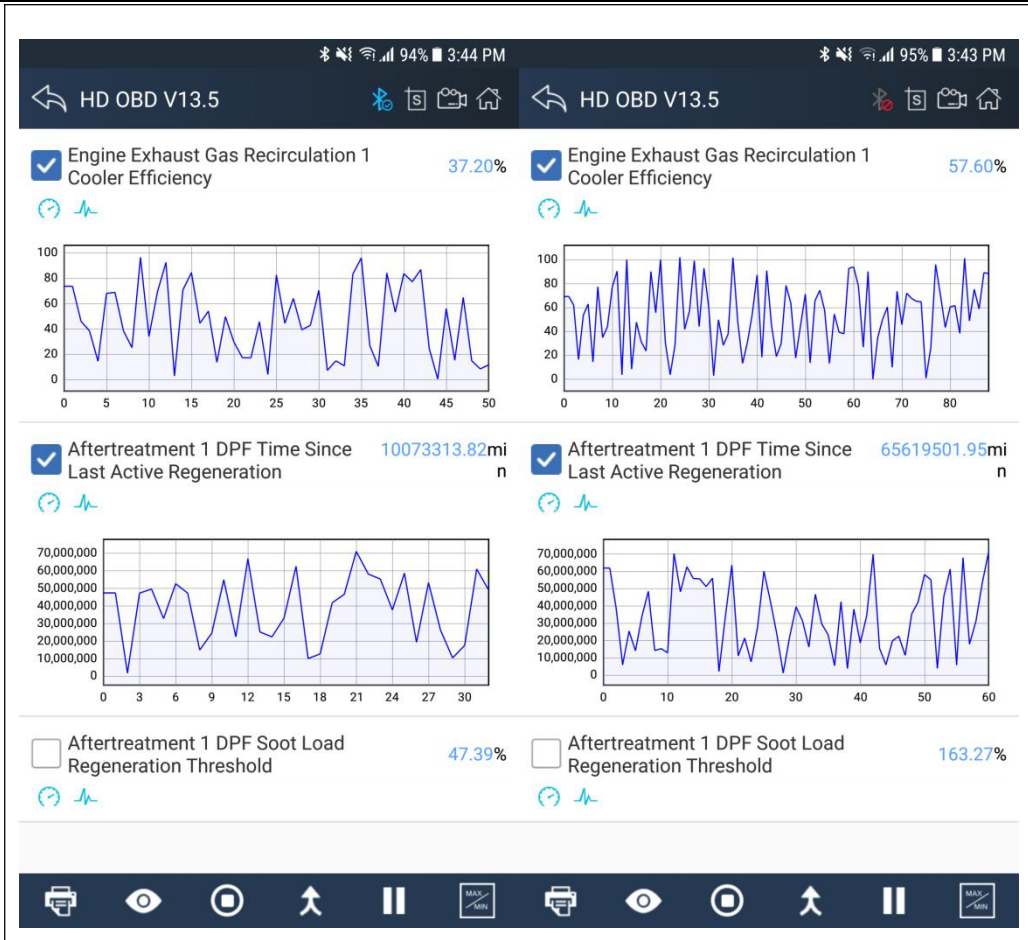 94% 3:44 PM
HD OBD V13.5
S
Engine Exhaust Gas Recirculation 1
Cooler Efficiency
37.20%
100
80
60
40
20
0
0 5 10 15 20 25 30 35 40 45 50
Aftertreatment 1 DPF Time Since
Last Active Regeneration
10073313.82mi
n
70,000,000
60,000,000
50,000,000
40,000,000
30,000,000
20,000,000
10,000,000
0
0 3 6 9 12 15 18 21 24 27 30
Aftertreatment 1 DPF Soot Load
Regeneration Threshold
47.39%
MAX
MIN
95% 3:43 PM
HD OBD V13.5
S
Engine Exhaust Gas Recirculation 1
Cooler Efficiency
57.60%
100
80
60
40
20
0
0 10 20 30 40 50 60 70 80
Aftertreatment 1 DPF Time Since
Last Active Regeneration
65619501.95mi
n
70,000,000
60,000,000
50,000,000
40,000,000
30,000,000
20,000,000
10,000,000
0
0 10 20 30 40 50 60
Aftertreatment 1 DPF Soot Load
Regeneration Threshold
163.27%
MAX
MIN